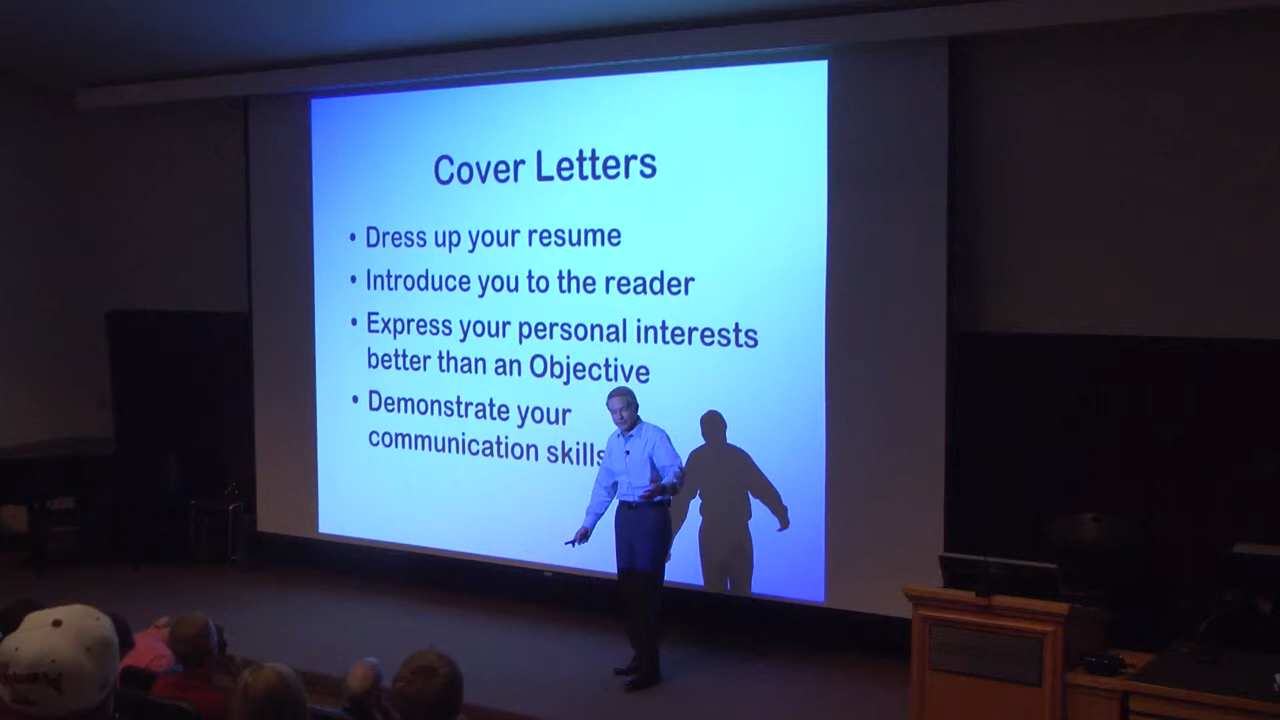 Cover Letters
• Dress up your resume
• Introduce you to the reader
• Express your personal interests
better than an Objective
• Demonstrate your
communication skills